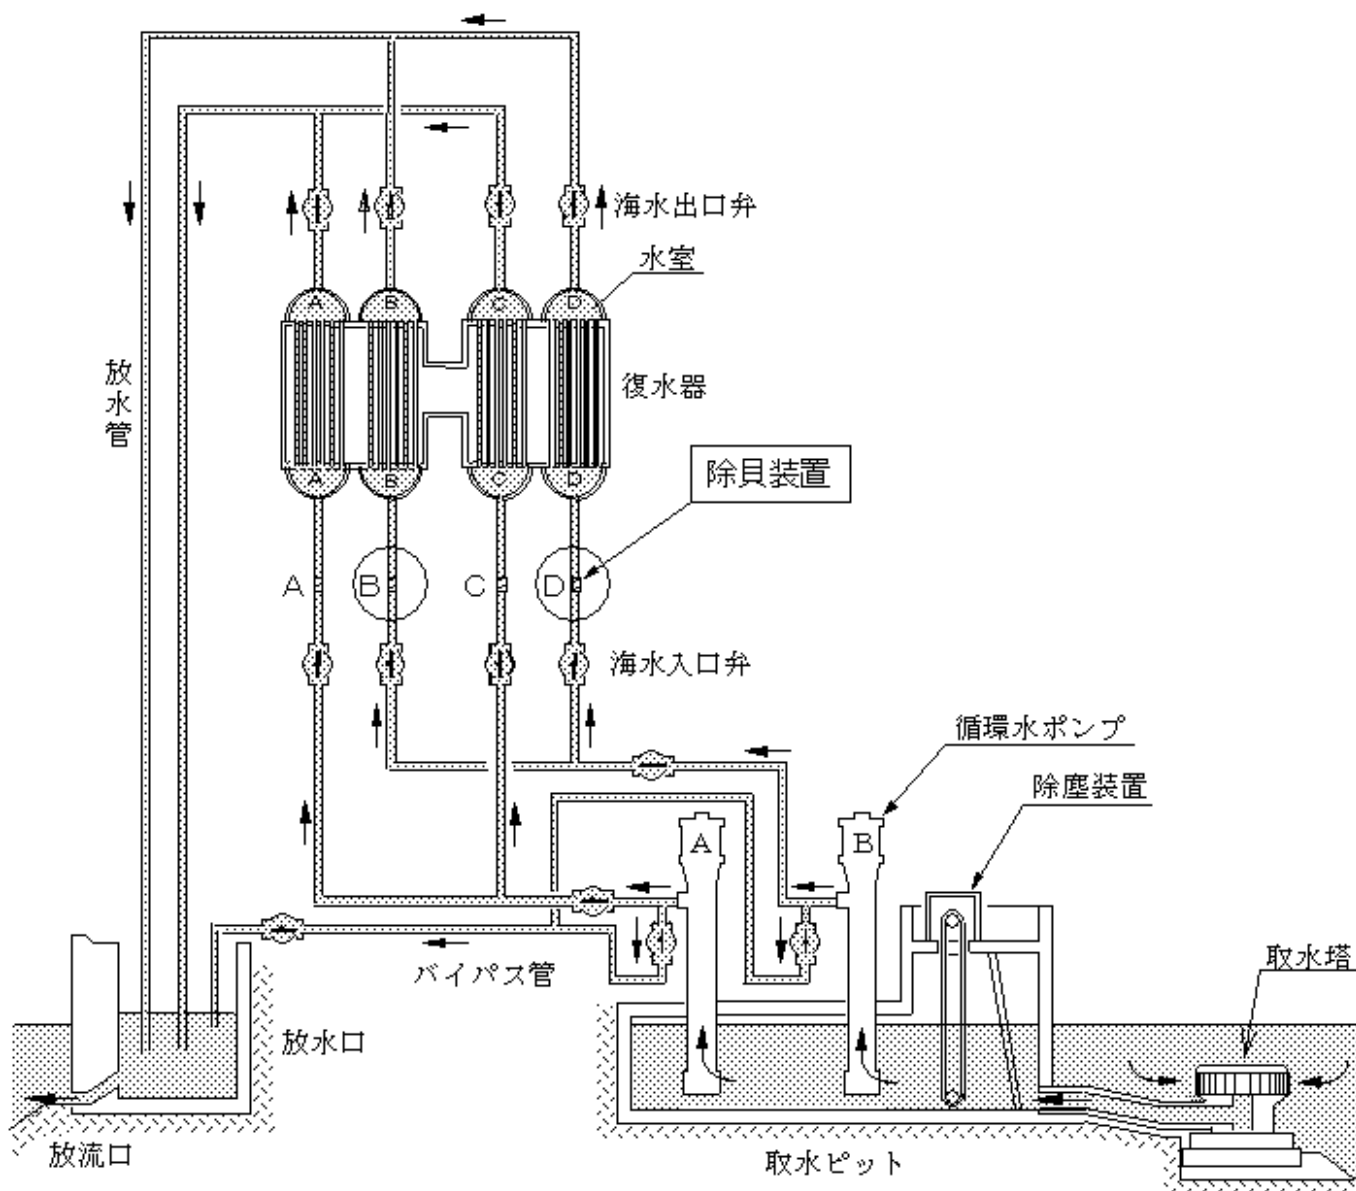 海水出口弁
水室
A
B
C
D
放水管
復水器
A
B
C
D
除貝装置
A
B
C
D
海水入口弁
循環水ポンプ
除塵装置
A
B
取水塔
バイパス管
放水口
放流口
取水ピット